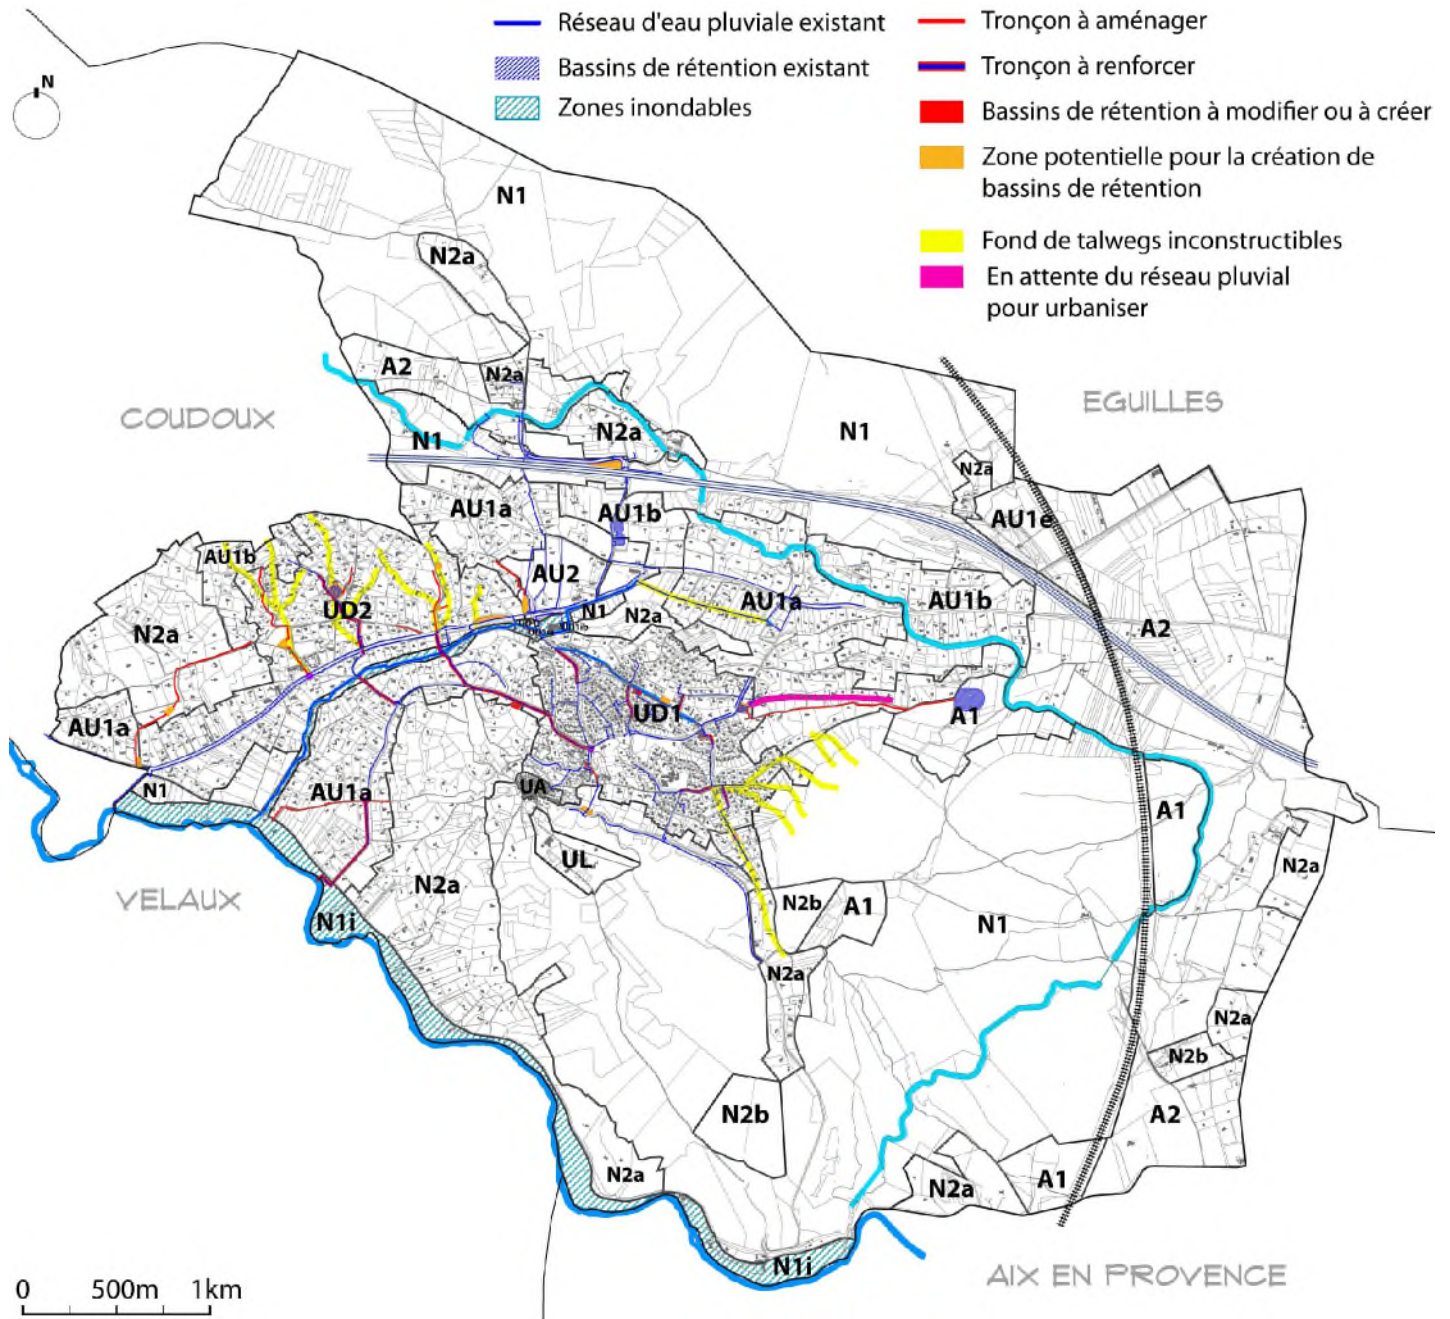 Réseau d'eau pluviale existant
Bassins de rétention existant
Zones inondables
Tronçon à aménager
Tronçon à renforcer
Bassins de rétention à modifier ou à créer
Zone potentielle pour la création de
bassins de rétention
Fond de talwegs inconstructibles
En attente du réseau pluvial
pour urbaniser
N
N1
N2a
A2
N2a
COUDOUX
EGUILLES
N1
N2a
N1
N2a
AU1a
AU1b
AU1e
AU1b
AU2
UD2
N1
N2a
AU1a
AU1b
A2
N2a
UD1
A1
AU1a
N1
AU1a
UA
A1
UL
N2a
N2a
VELAUX
N1i
N2b
A1
N1
N2a
N2a
N2b
N2b
A2
N2a
N2a
A1
N1i
AIX EN PROVENCE
0 500m 1km